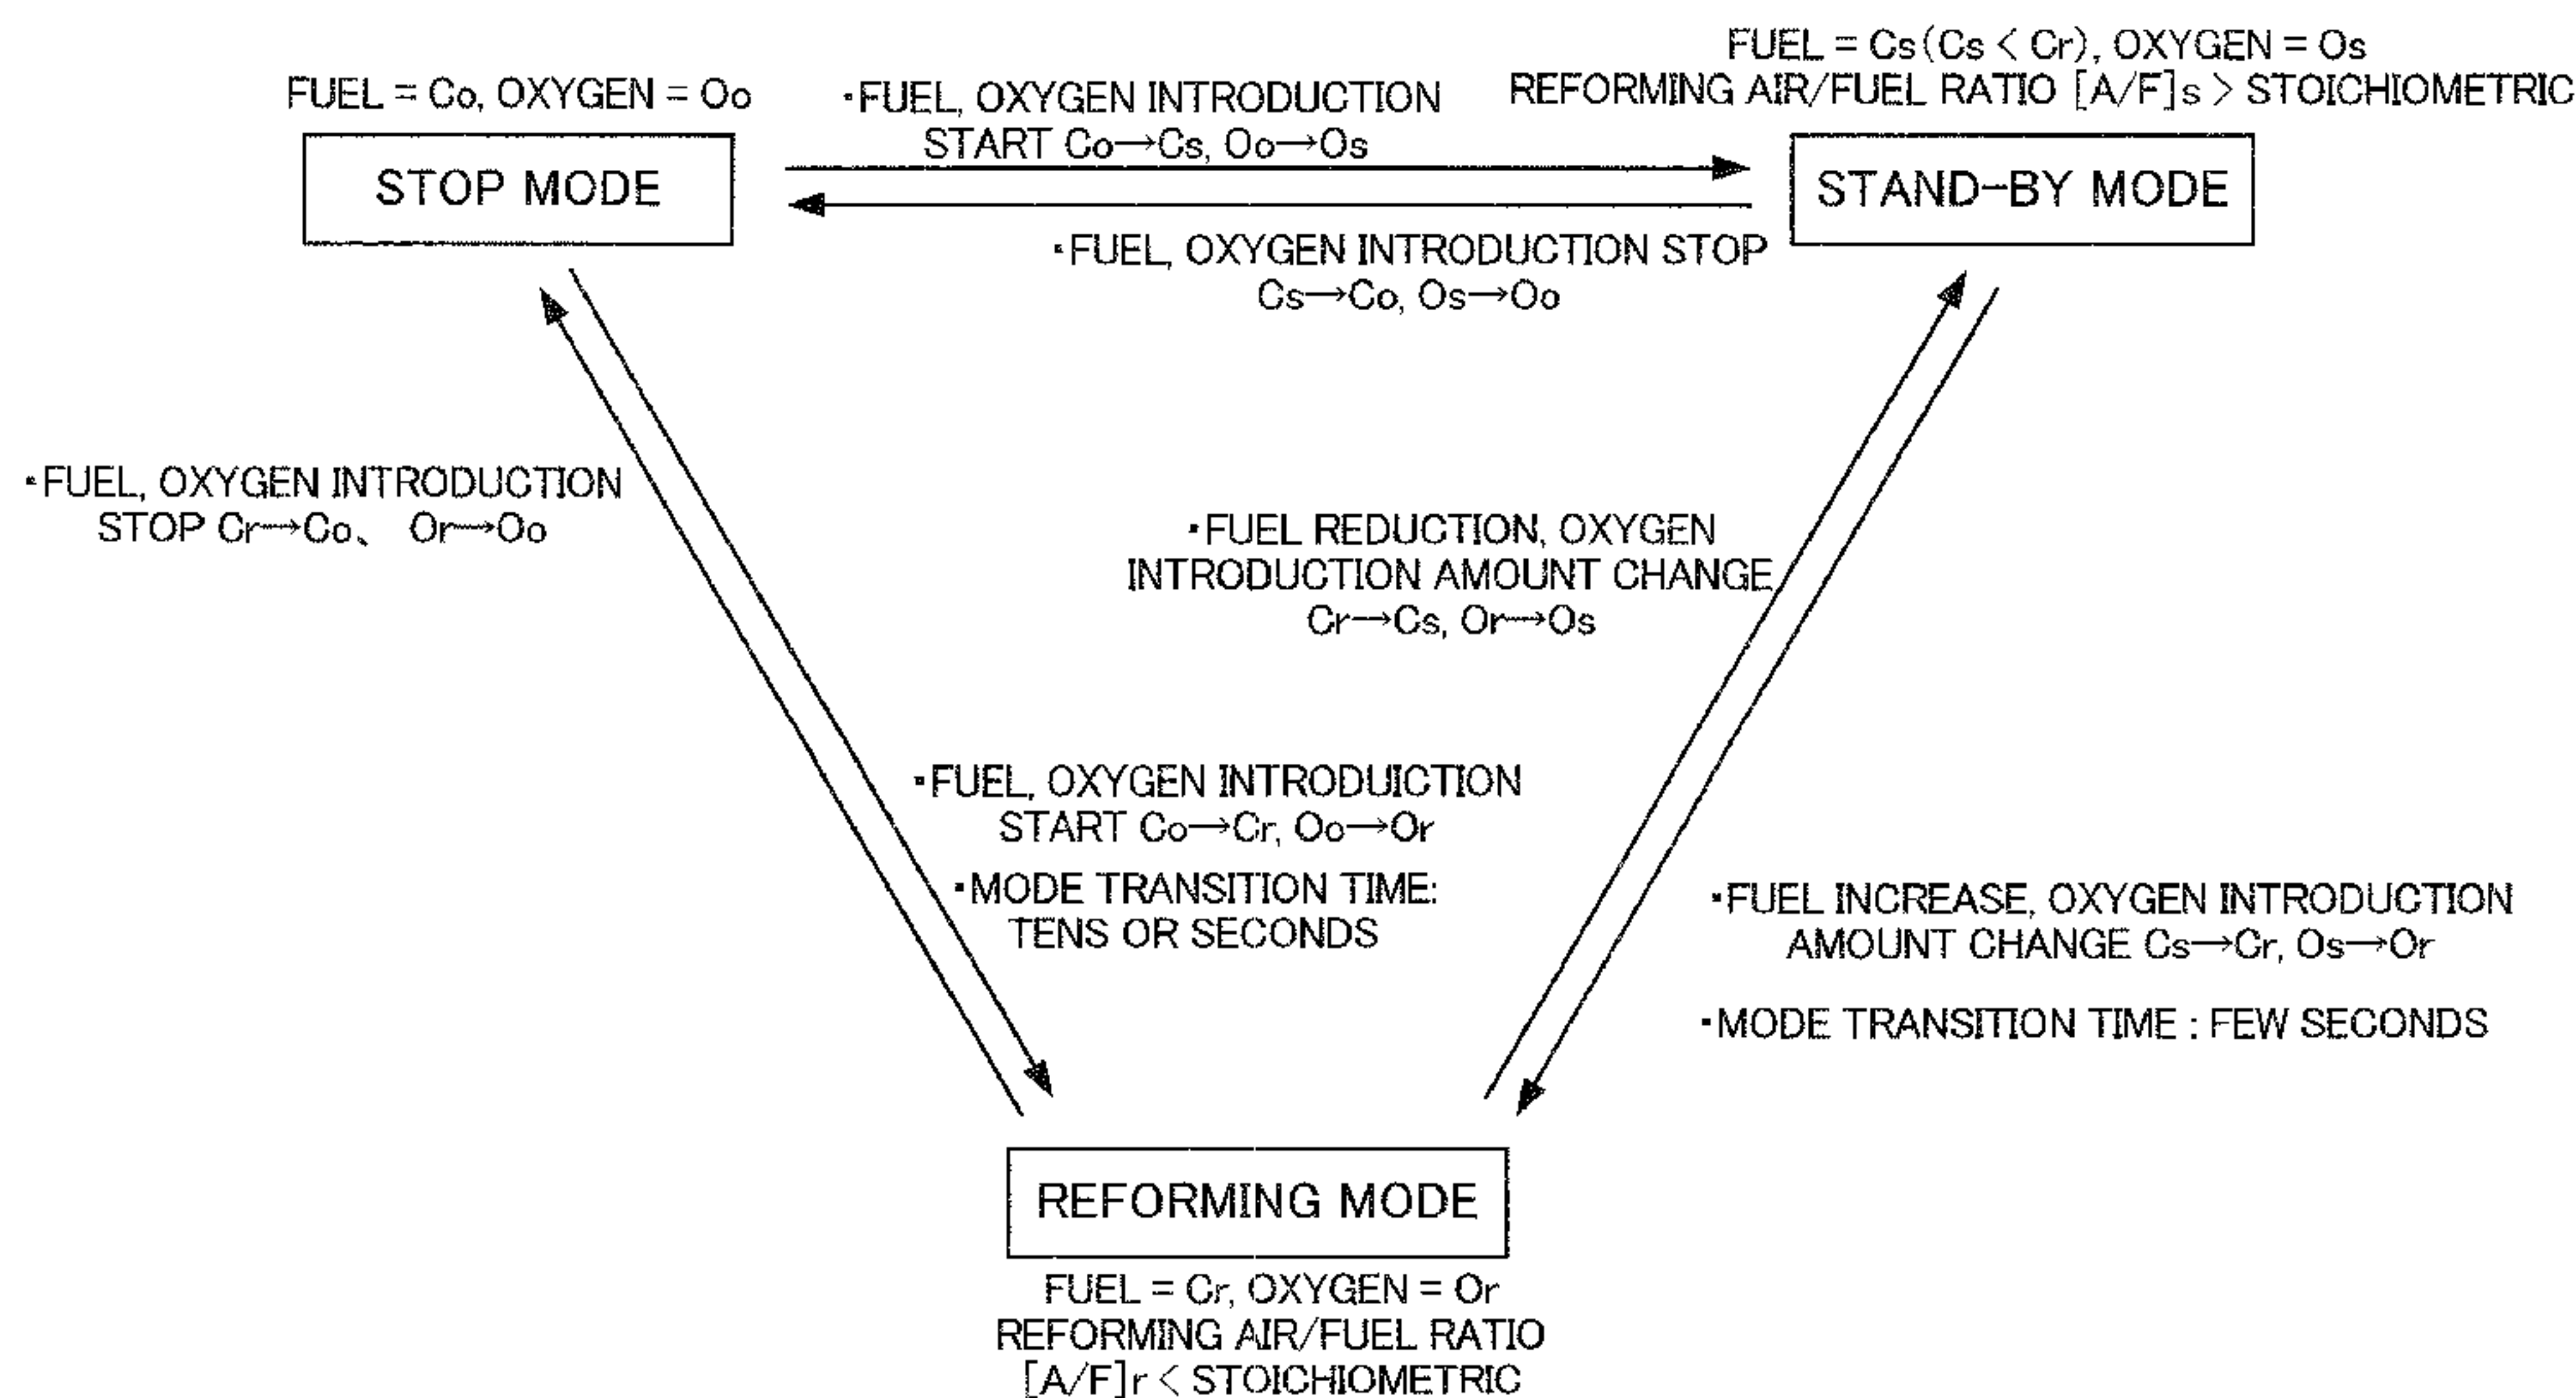 FUEL = Co, OXYGEN = Oo
STOP MODE
・FUEL, OXYGEN INTRODUCTION
START Co→Cs, Oo→Os
FUEL = Cs(Cs < Cr), OXYGEN = Os
REFORMING AIR/FUEL RATIO [A/F]s > STOICHIOMETRIC
STAND-BY MODE
・FUEL, OXYGEN INTRODUCTION STOP
Cs→Co, Os→Oo
・FUEL, OXYGEN INTRODUCTION
STOP Cr→Co、 Or→Oo
・FUEL REDUCTION, OXYGEN
INTRODUCTION AMOUNT CHANGE
Cr→Cs, Or→Os
・FUEL, OXYGEN INTRODUICTION
START Co→Cr, Oo→Or
・MODE TRANSITION TIME:
TENS OR SECONDS
・FUEL INCREASE, OXYGEN INTRODUCTION
AMOUNT CHANGE Cs→Cr, Os→Or
・MODE TRANSITION TIME : FEW SECONDS
REFORMING MODE
FUEL = Cr, OXYGEN = Or
REFORMING AIR/FUEL RATIO
[A/F]r < STOICHIOMETRIC